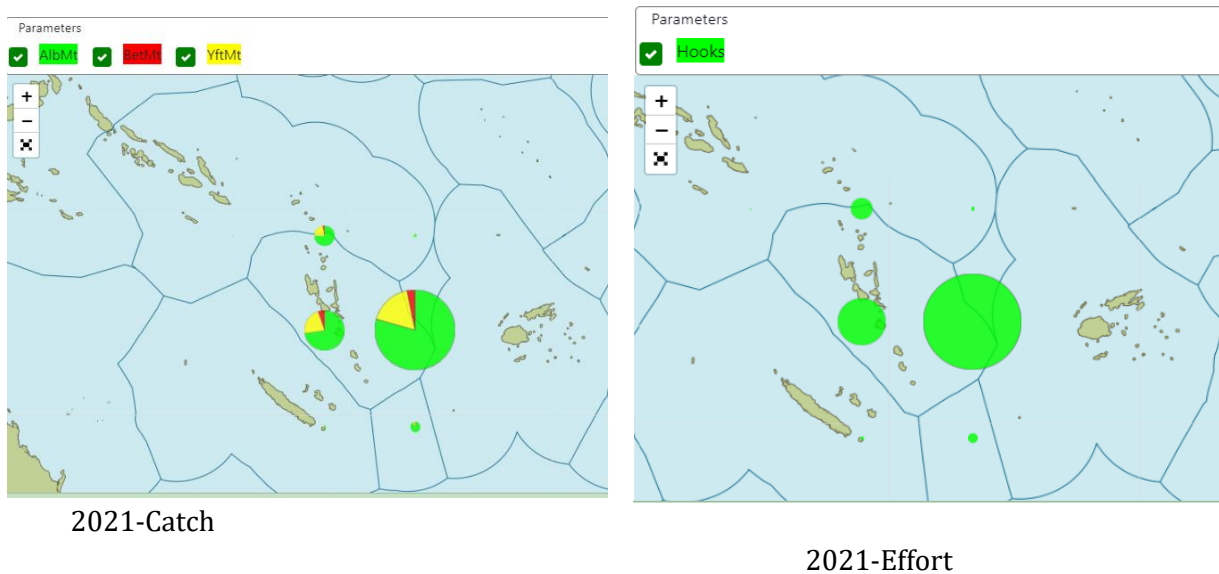 Parameters
AlbMt BetMt YftMt
+
−
2021-Catch
Parameters
Hooks
+
−
2021-Effort